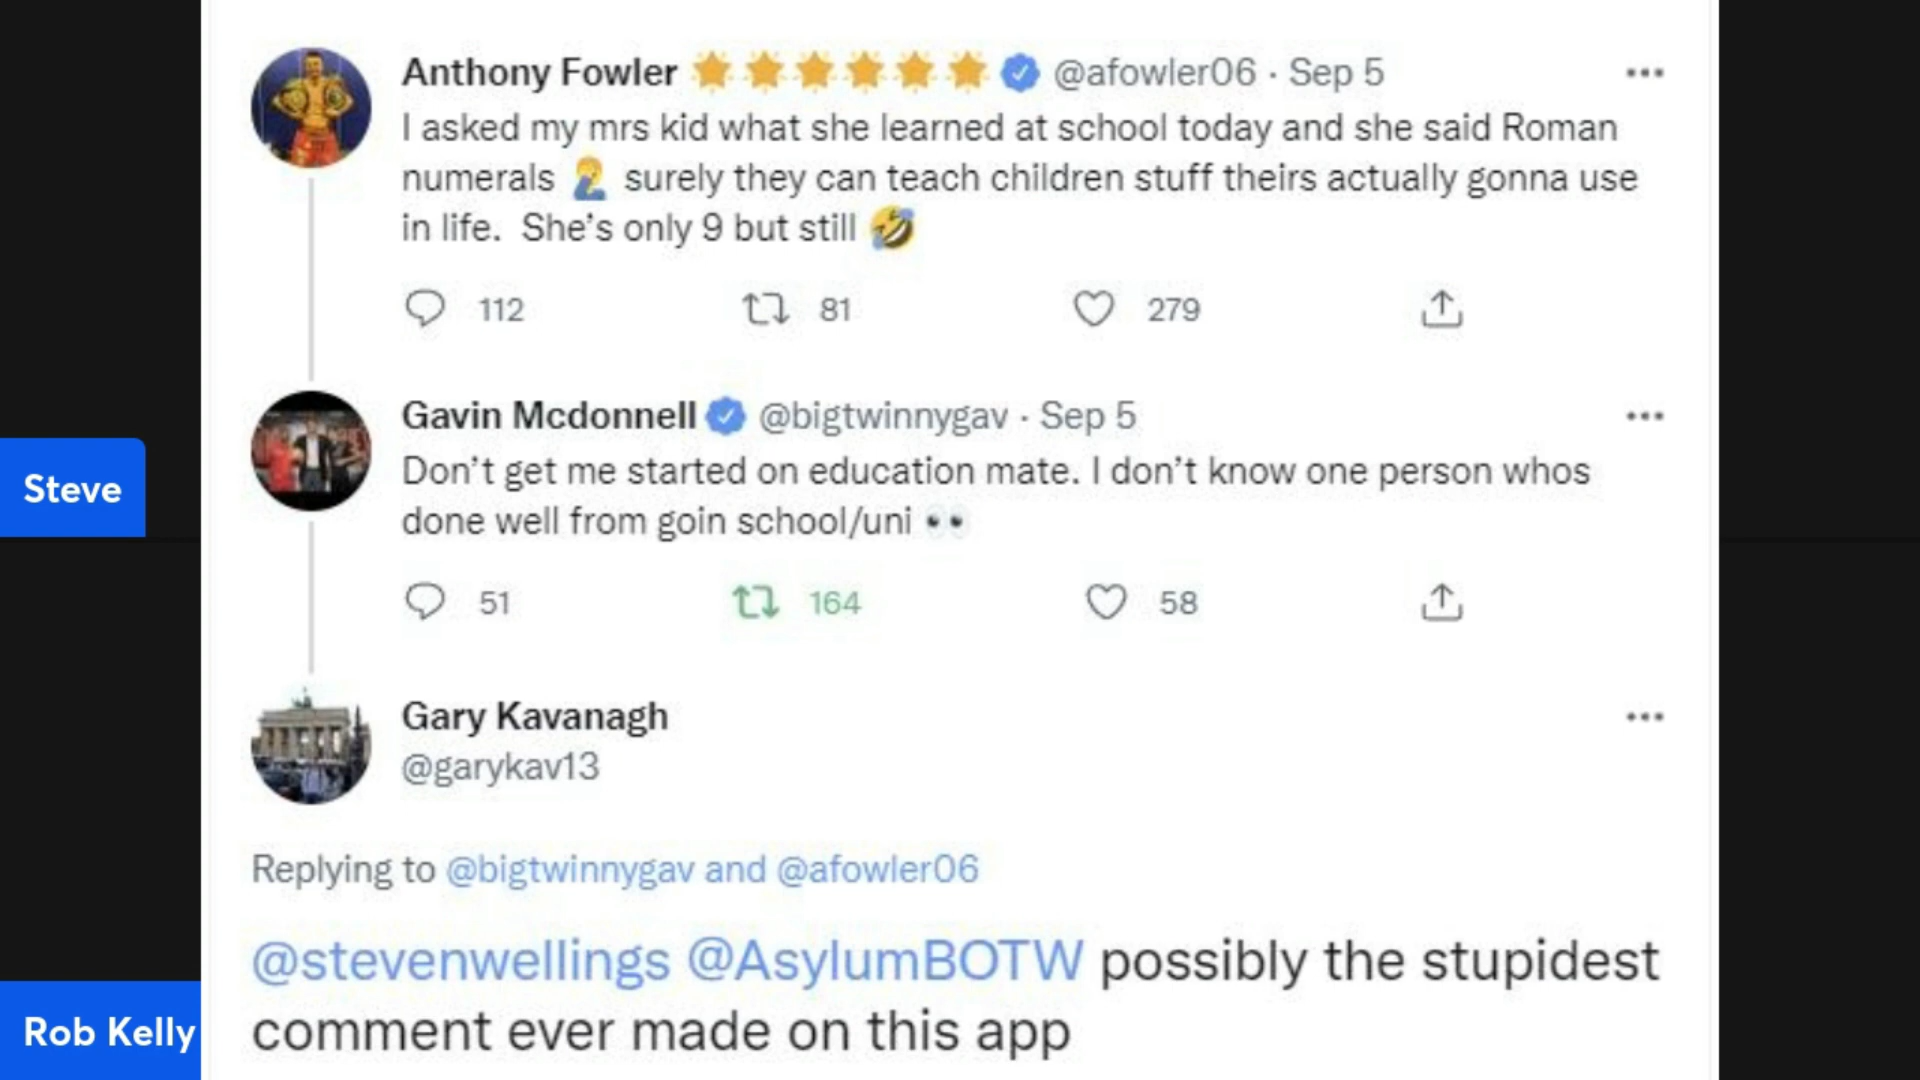 Anthony Fowler 🌟🌟🌟🌟🌟🌟 @afowler06 · Sep 5
I asked my mrs kid what she learned at school today and she said Roman
numerals 🤦‍♂️ surely they can teach children stuff theirs actually gonna use
in life.  She's only 9 but still 🤣
112 81 279
Gavin Mcdonnell @bigtwinnygav · Sep 5
Don't get me started on education mate. I don't know one person whos
done well from goin school/uni 👀
51 164 58
Steve
Gary Kavanagh
@garykav13
Replying to @bigtwinnygav and @afowler06
@stevenwellings @AsylumBOTW possibly the stupidest
comment ever made on this app
Rob Kelly